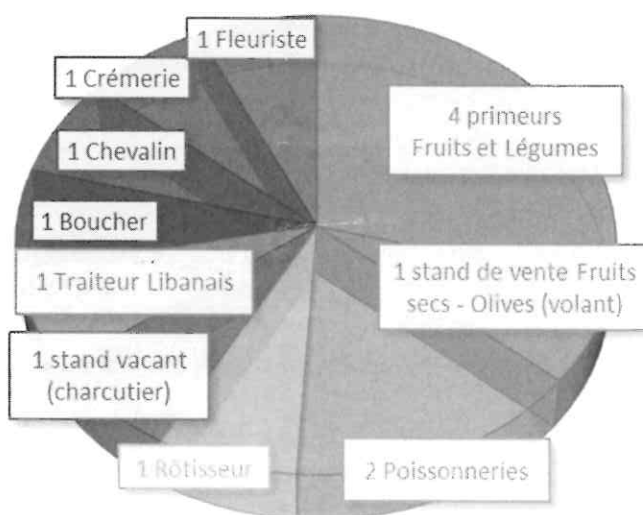 1 Fleuriste
1 Crémerie
4 primeurs
Fruits et Légumes
1 Chevalin
1 Boucher
1 Traiteur Libanais
1 stand de vente Fruits
secs - Olives (volant)
1 stand vacant
(charcutier)
1 Rôtisseur
2 Poissonneries